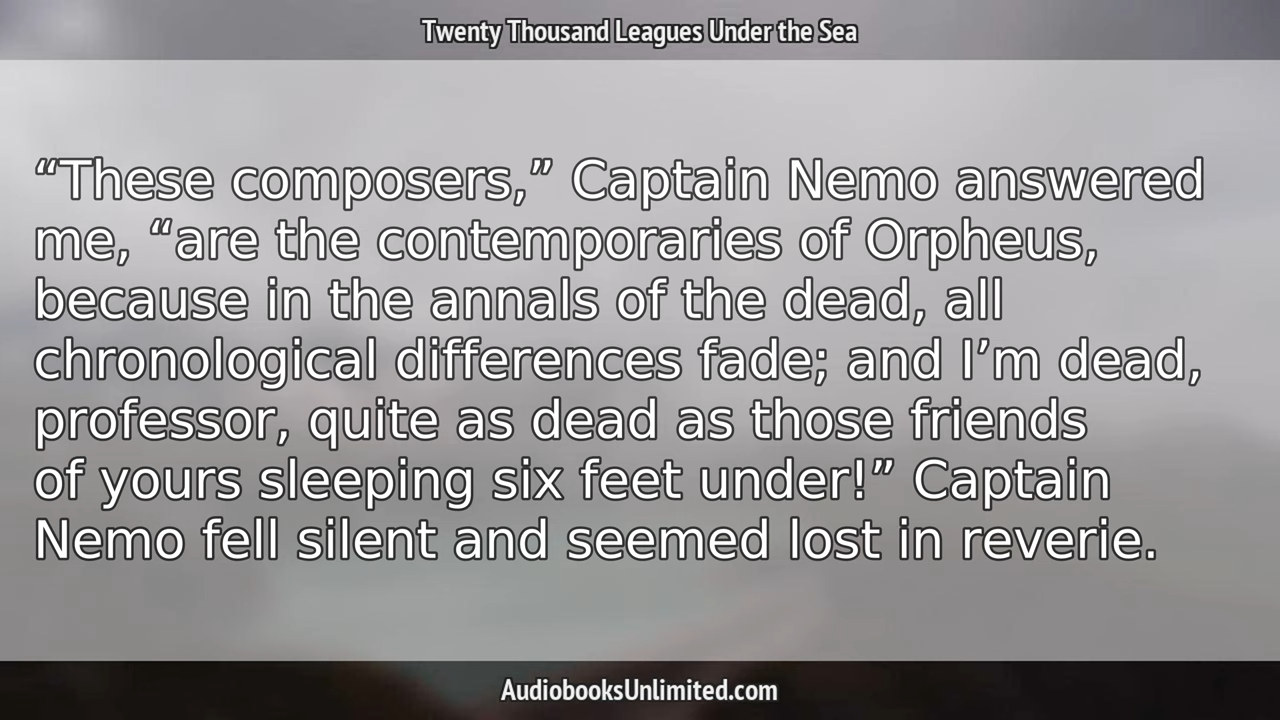 Twenty Thousand Leagues Under the Sea
“These composers,” Captain Nemo answered
me, “are the contemporaries of Orpheus,
because in the annals of the dead, all
chronological differences fade; and I’m dead,
professor, quite as dead as those friends
of yours sleeping six feet under!” Captain
Nemo fell silent and seemed lost in reverie.
AudiobooksUnlimited.com